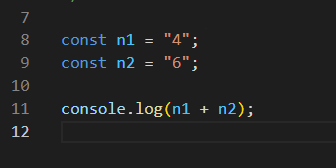 7
8 const n1 = "4";
9 const n2 = "6";
10
11 console.log(n1 + n2);
12